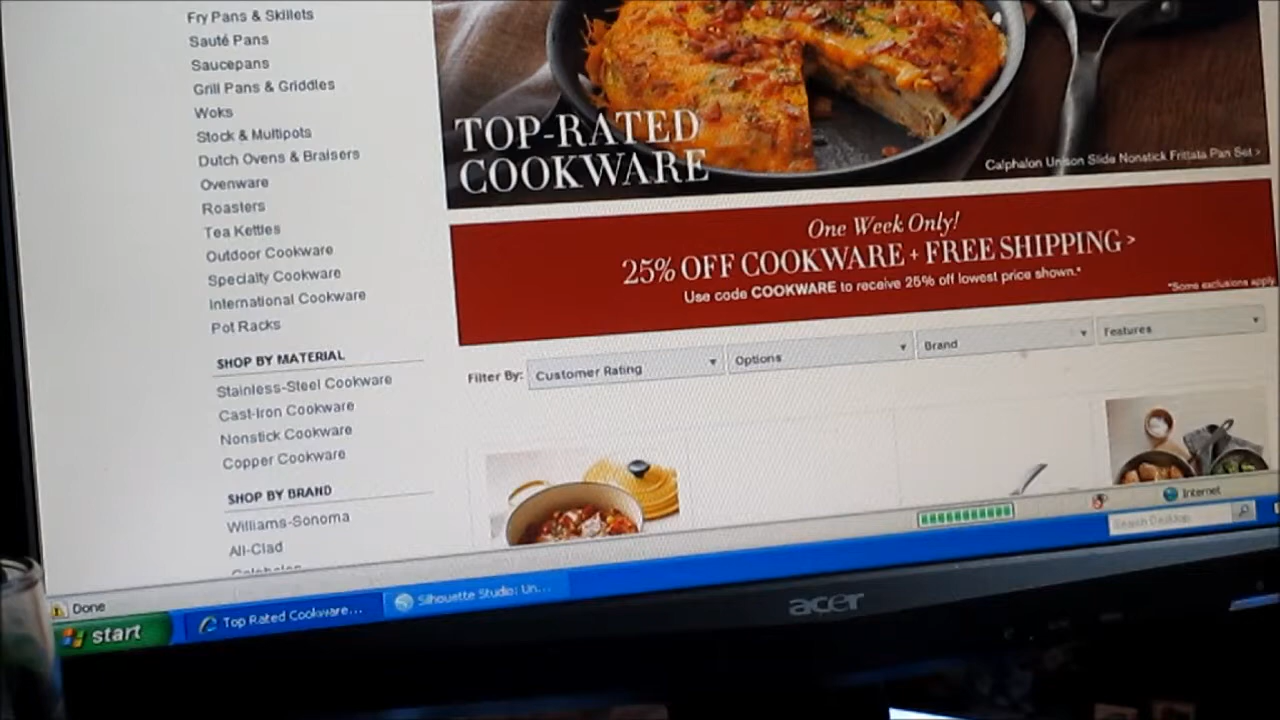 Fry Pans & Skillets
Sauté Pans
Saucepans
Grill Pans & Griddles
Woks
Stock & Multipots
Dutch Ovens & Braisers
Ovenware
Roasters
Tea Kettles
Outdoor Cookware
Specialty Cookware
International Cookware
Pot Racks
SHOP BY MATERIAL
Stainless-Steel Cookware
Cast-Iron Cookware
Nonstick Cookware
Copper Cookware
SHOP BY BRAND
Williams-Sonoma
All-Clad
Calphalon
TOP-RATED
COOKWARE
Calphalon Unison Slide Nonstick Frittata Pan Set >
One Week Only!
25% OFF COOKWARE + FREE SHIPPING >
Use code COOKWARE to receive 25% off lowest price shown.*
*Some exclusions apply
Filter By: Customer Rating Options Brand Features
Done
Internet
start
Top Rated Cookware...
Silhouette Studio: Un...
Search Desktop
acer